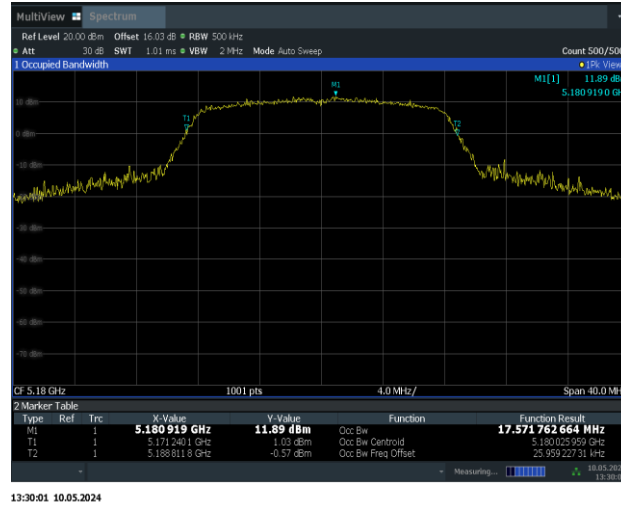 MultiView Spectrum
Ref Level 20.00 dBm Offset 16.03 dB RBW 500 kHz
Att 30 dB SWT 1.01 ms VBW 2 MHz Mode Auto Sweep Count 500/50
1 Occupied Bandwidth 1Pk View
M1[1] 11.89 dB
5.180 919 0 G
M1
10 dBm
T1
T2
0 dBm
-10 dBm
-30 dBm
-40 dBm
-50 dBm
-60 dBm
-70 dBm
CF 5.18 GHz 1001 pts 4.0 MHz/ Span 40.0 M
2 Marker Table
Type Ref Trc X-Value Y-Value Function Function Result
M1 1 5.180 919 GHz 11.89 dBm Occ Bw 17.571 762 664 MHz
T1 1 5.171 240 1 GHz 1.03 dBm Occ Bw Centroid 5.180 025 959 GHz
T2 1 5.188 811 8 GHz -0.57 dBm Occ Bw Freq Offset 25.959 227 31 kHz
Measuring... 10.05.202
13:30:0
13:30:01 10.05.2024